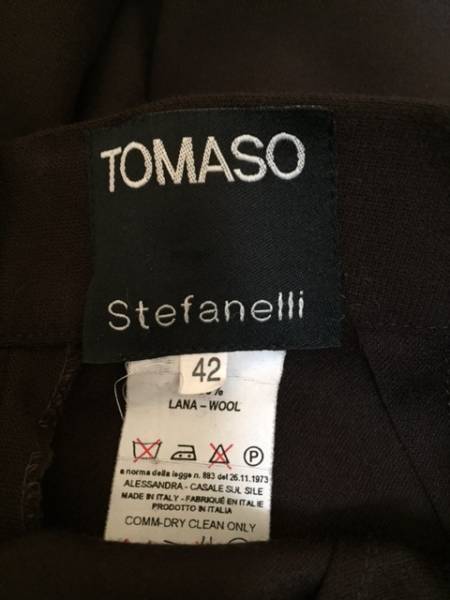 TOMASO
Stefanelli
42
%
LANA – WOOL
P
a norma della legge n. 883 del 26.11.1973
ALESSANDRA - CASALE SUL SILE
MADE IN ITALY - FABRIQUÉ EN ITALIE
PRODOTTO IN ITALIA
COMM-DRY CLEAN ONLY